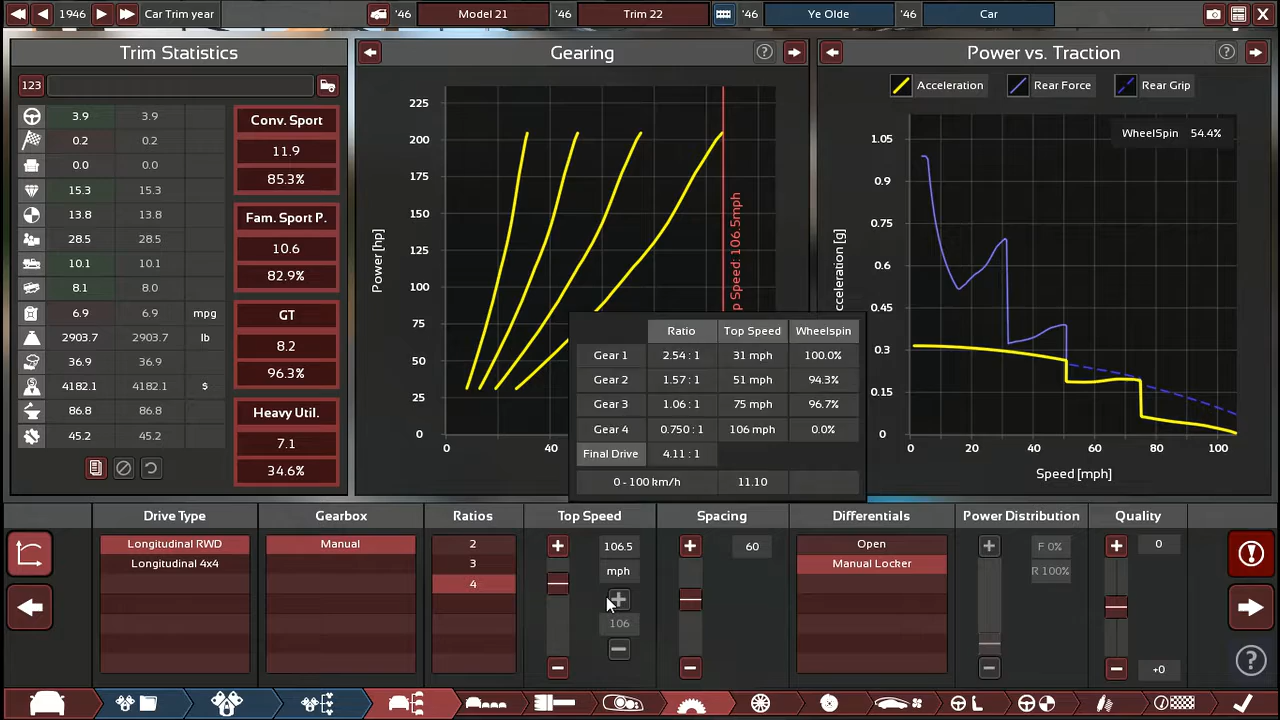 1946
Car Trim year
'46
Model 21
'46
Trim 22
'46
Ye Olde
'46
Car
Trim Statistics
123
3.9 3.9
0.2 0.2
0.0 0.0
15.3 15.3
13.8 13.8
28.5 28.5
10.1 10.1
8.1 8.0
6.9 6.9 mpg
2903.7 2903.7 lb
36.9 36.9
4182.1 4182.1 $
86.8 86.8
45.2 45.2
Conv. Sport
11.9
85.3%
Fam. Sport P.
10.6
82.9%
GT
8.2
96.3%
Heavy Util.
7.1
34.6%
Gearing
?
Power [hp]
225
200
175
150
125
100
75
50
25
0
0
40
p Speed: 106.5mph
Ratio Top Speed Wheelspin
Gear 1 2.54 : 1 31 mph 100.0%
Gear 2 1.57 : 1 51 mph 94.3%
Gear 3 1.06 : 1 75 mph 96.7%
Gear 4 0.750 : 1 106 mph 0.0%
Final Drive 4.11 : 1
0 - 100 km/h 11.10
Power vs. Traction
?
Acceleration
Rear Force
Rear Grip
WheelSpin 54.4%
cceleration [g]
1.05
0.9
0.75
0.6
0.45
0.3
0.15
0
0 20 40 60 80 100
Speed [mph]
Drive Type
Longitudinal RWD
Longitudinal 4x4
Gearbox
Manual
Ratios
2
3
4
Top Speed
+
106.5
mph
+
106
−
−
Spacing
+
60
−
Differentials
Open
Manual Locker
Power Distribution
+
F 0%
R 100%
−
Quality
+
0
−
+0
?